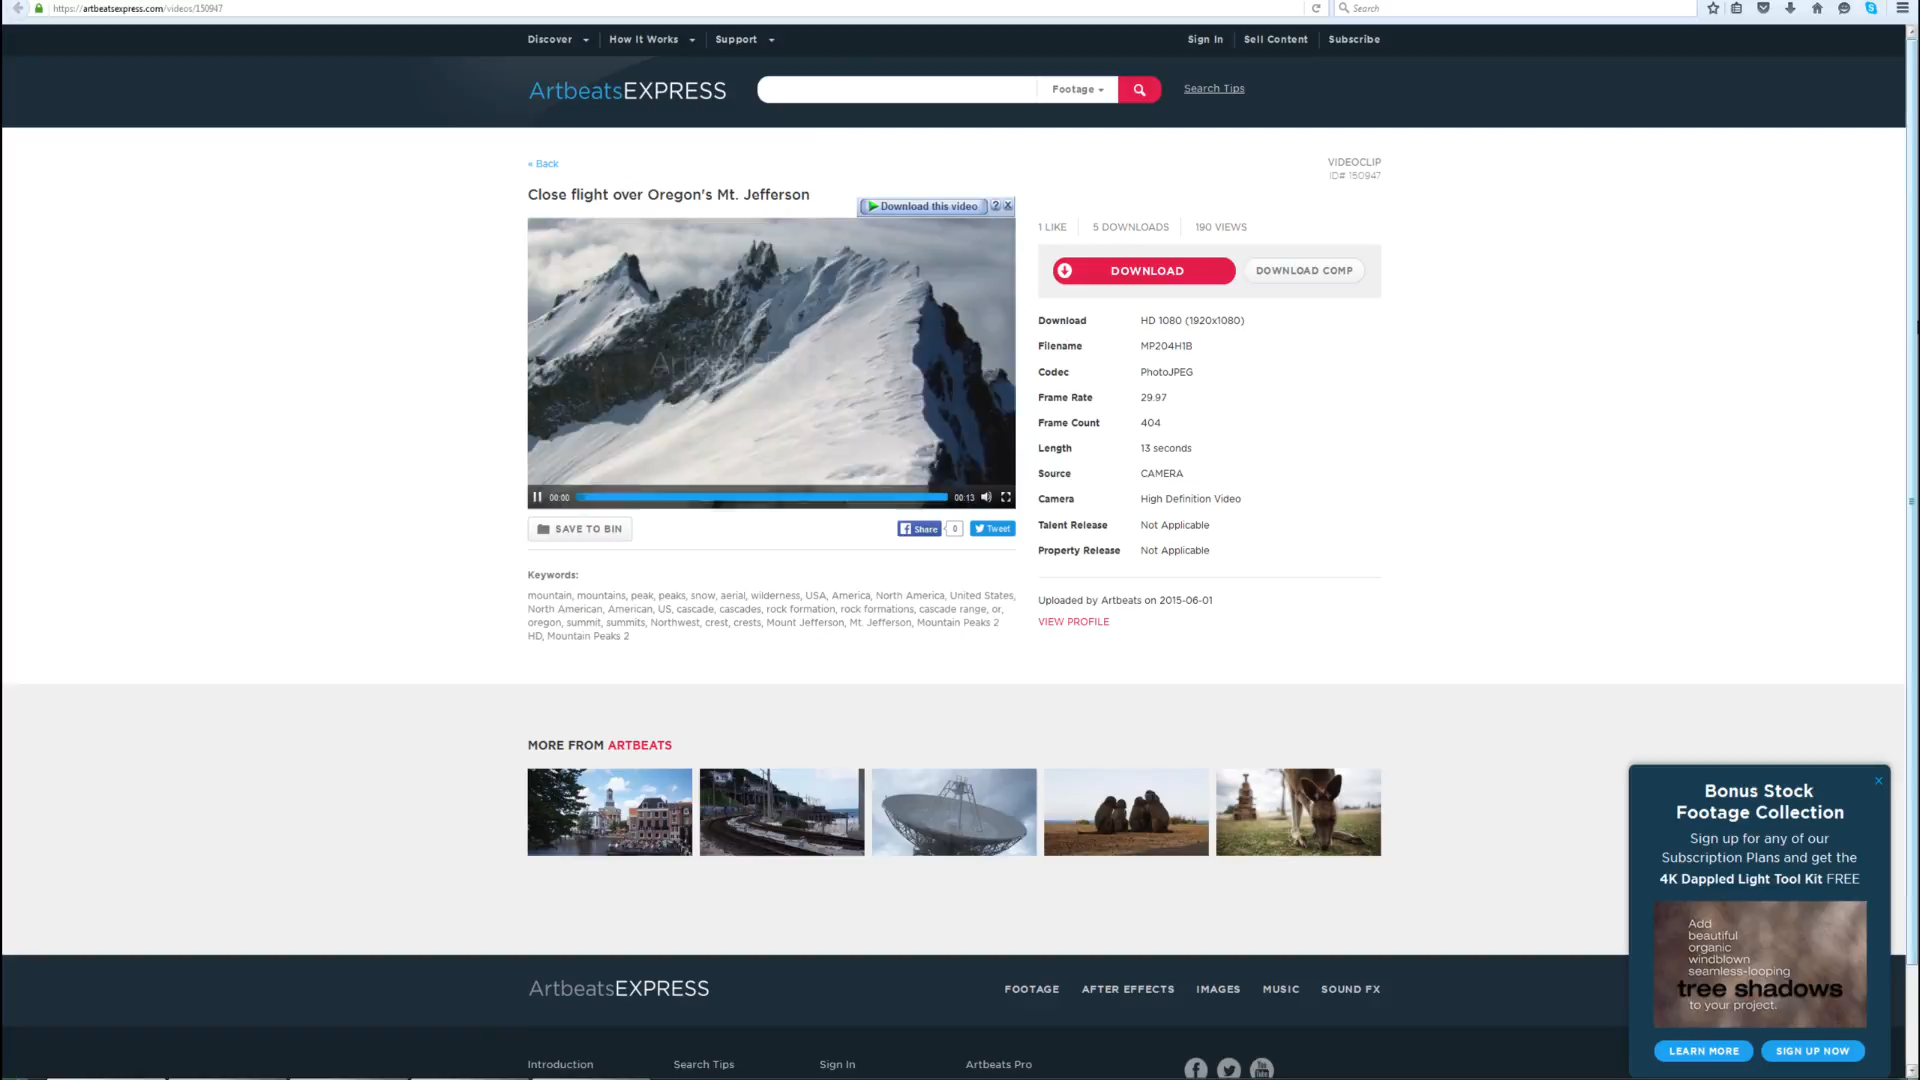 https://artbeatsexpress.com/videos/150947
Search
Discover
How It Works
Support
Sign In
Sell Content
Subscribe
ArtbeatsEXPRESS
Footage
Search Tips
« Back
VIDEOCLIP
ID# 150947
Close flight over Oregon's Mt. Jefferson
Download this video ? X
1 LIKE
5 DOWNLOADS
190 VIEWS
DOWNLOAD
DOWNLOAD COMP
Download HD 1080 (1920x1080)
Filename MP204H1B
Codec PhotoJPEG
Frame Rate 29.97
Frame Count 404
Length 13 seconds
Source CAMERA
Camera High Definition Video
Talent Release Not Applicable
Property Release Not Applicable
00:00
00:13
SAVE TO BIN
Share 0
Tweet
Keywords:
mountain, mountains, peak, peaks, snow, aerial, wilderness, USA, America, North America, United States,
North American, American, US, cascade, cascades, rock formation, rock formations, cascade range, or,
oregon, summit, summits, Northwest, crest, crests, Mount Jefferson, Mt. Jefferson, Mountain Peaks 2
HD, Mountain Peaks 2
Uploaded by Artbeats on 2015-06-01
VIEW PROFILE
MORE FROM ARTBEATS
Bonus Stock
Footage Collection
Sign up for any of our
Subscription Plans and get the
4K Dappled Light Tool Kit FREE
Add
beautiful
organic
windblown
seamless-looping
tree shadows
to your project.
LEARN MORE
SIGN UP NOW
ArtbeatsEXPRESS
FOOTAGE
AFTER EFFECTS
IMAGES
MUSIC
SOUND FX
Introduction
Search Tips
Sign In
Artbeats Pro